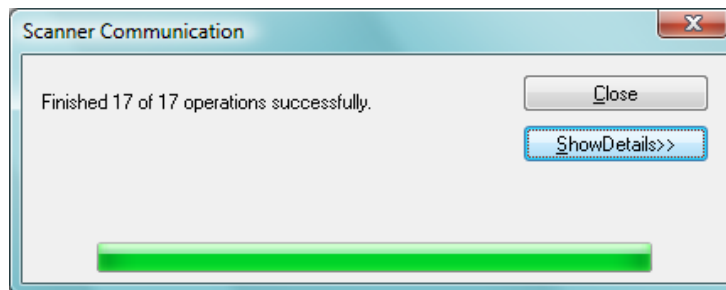 Scanner Communication
Finished 17 of 17 operations successfully.
Close
ShowDetails>>